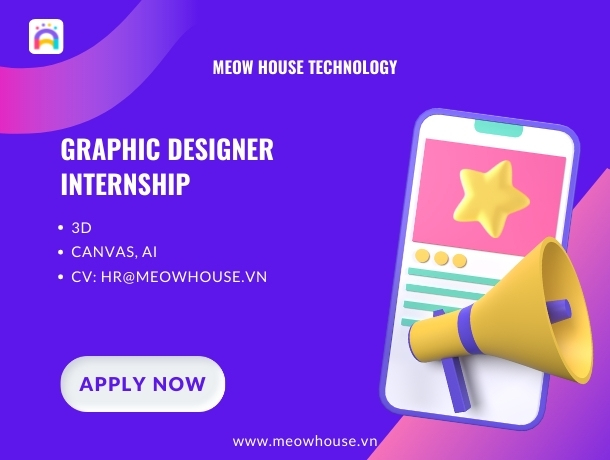 MEOW HOUSE TECHNOLOGY
GRAPHIC DESIGNER
INTERNSHIP
• 3D
• CANVAS, AI
• CV: HR@MEOWHOUSE.VN
APPLY NOW
www.meowhouse.vn